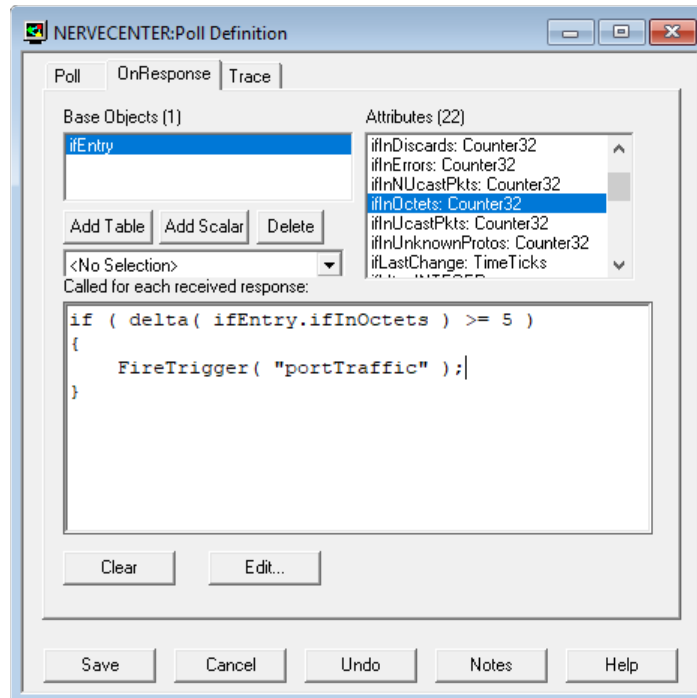 NERVECENTER:Poll Definition
Poll OnResponse Trace
Base Objects (1)
ifEntry
Attributes (22)
ifInDiscards: Counter32
ifInErrors: Counter32
ifInNUcastPkts: Counter32
ifInOctets: Counter32
ifInUcastPkts: Counter32
ifInUnknownProtos: Counter32
ifLastChange: TimeTicks
Add Table Add Scalar Delete
<No Selection>
Called for each received response:
if ( delta( ifEntry.ifInOctets ) >= 5 )
{
FireTrigger( "portTraffic" );
}
Clear Edit...
Save Cancel Undo Notes Help